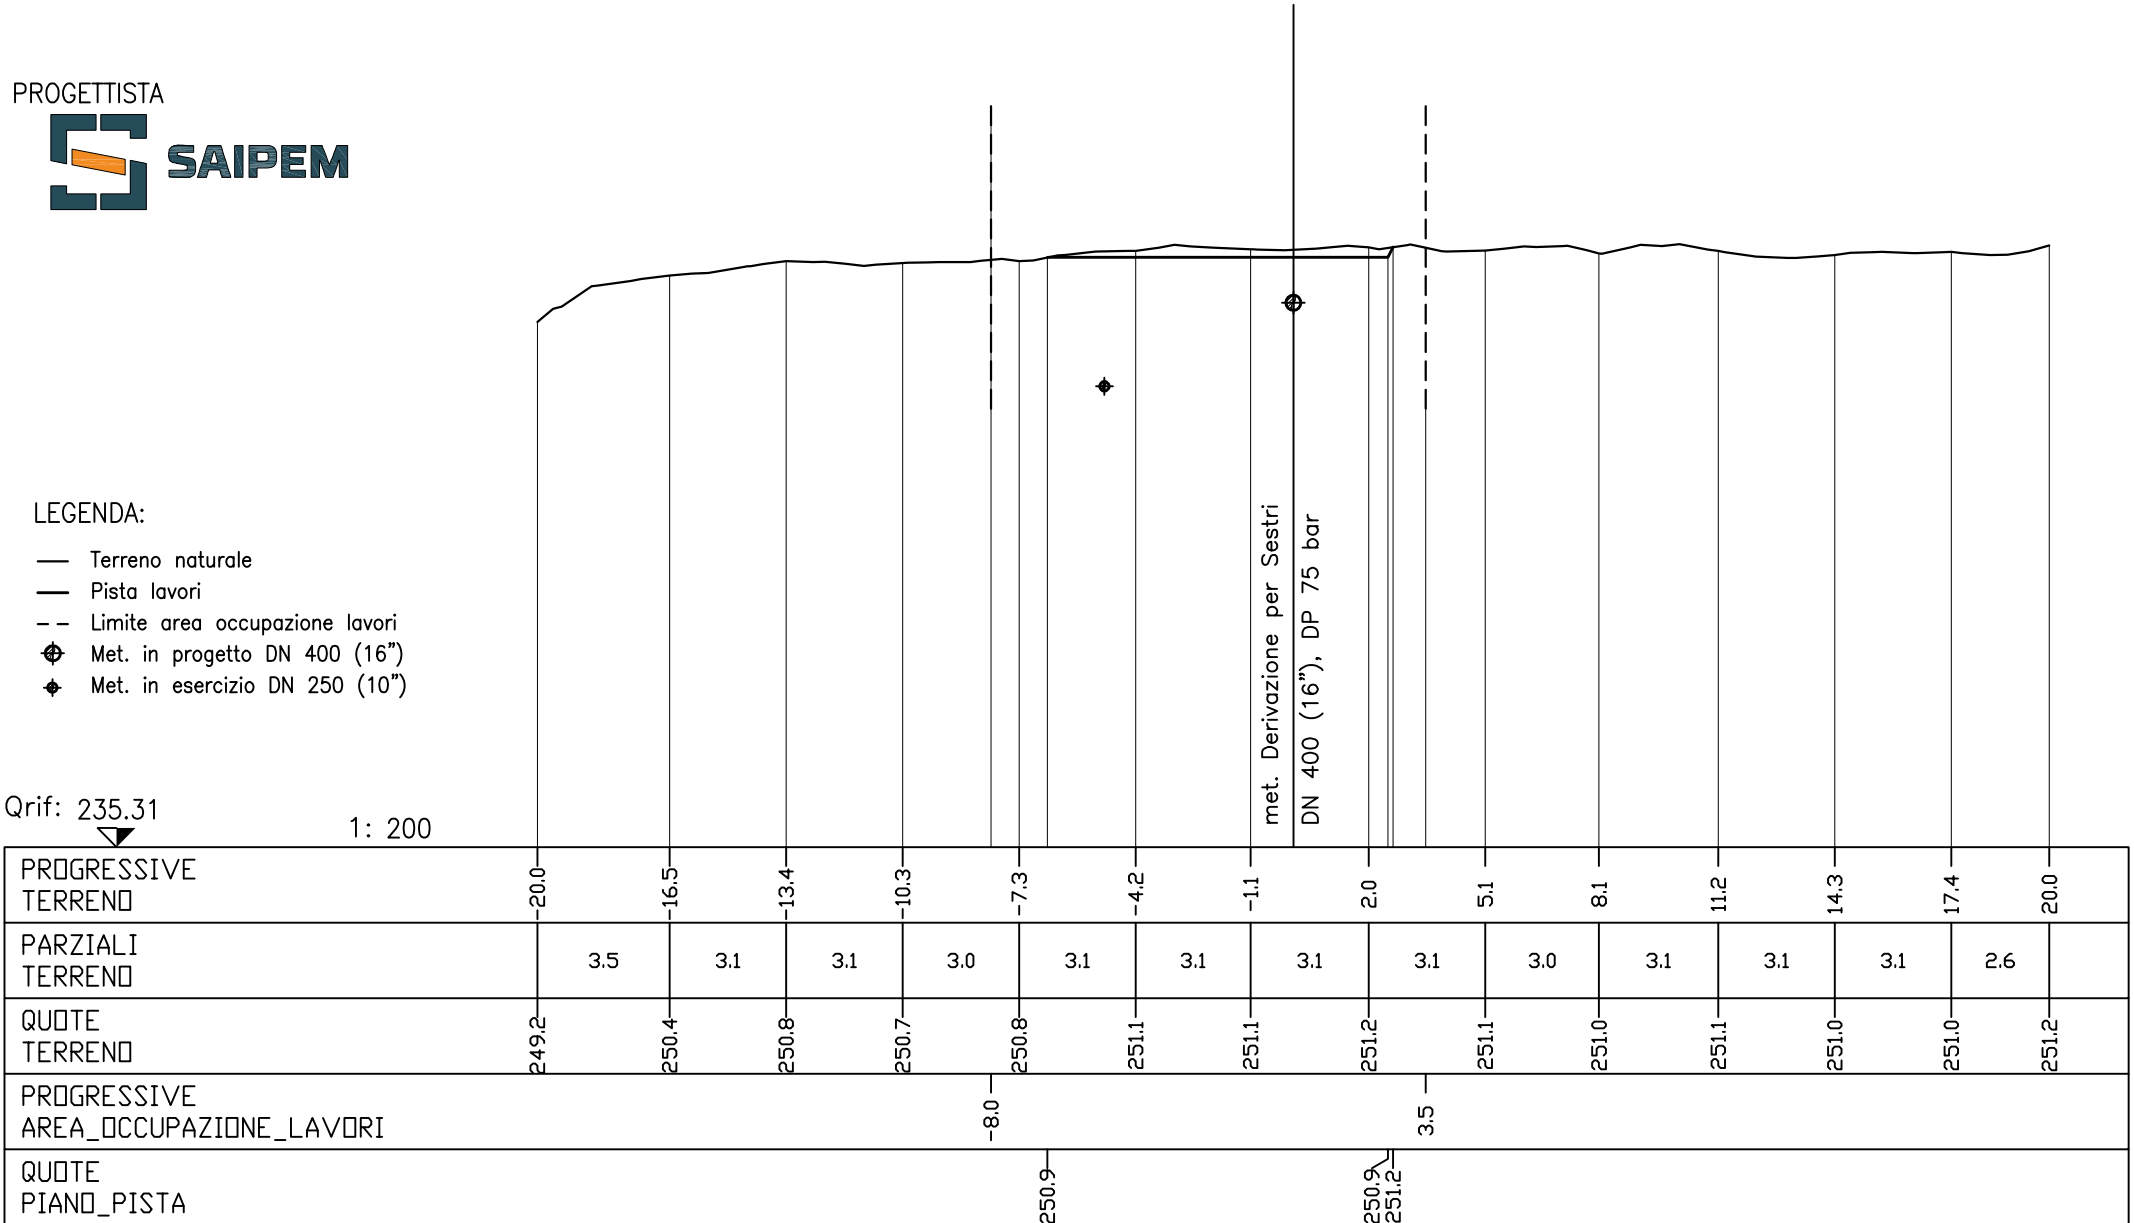 PROGETTISTA
SAIPEM
LEGENDA:
Terreno naturale
Pista lavori
Limite area occupazione lavori
Met. in progetto DN 400 (16”)
Met. in esercizio DN 250 (10”)
met. Derivazione per Sestri
DN 400 (16”), DP 75 bar
Qrif: 235.31
1: 200
PROGRESSIVE
TERRENO
-20.0 -16.5 -13.4 -10.3 -7.3 -4.2 -1.1 2.0 5.1 8.1 11.2 14.3 17.4 20.0
PARZIALI
TERRENO
3.5 3.1 3.1 3.0 3.1 3.1 3.1 3.1 3.0 3.1 3.1 3.1 2.6
QUOTE
TERRENO
249.2 250.4 250.8 250.7 250.8 251.1 251.1 251.2 251.1 251.0 251.1 251.0 251.0 251.2
PROGRESSIVE
AREA_OCCUPAZIONE_LAVORI
-8.0 3.5
QUOTE
PIANO_PISTA
250.9 250.9 251.2